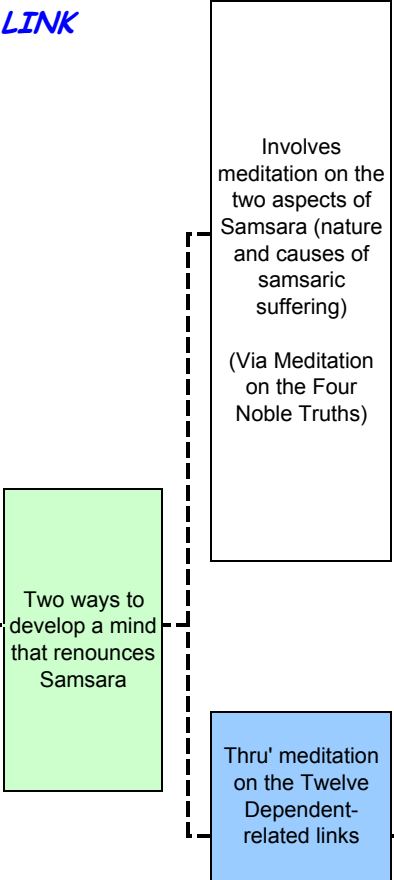 LINK
Involves
meditation on the
two aspects of
Samsara (nature
and causes of
samsaric
suffering)
(Via Meditation
on the Four
Noble Truths)
Two ways to
develop a mind
that renounces
Samsara
Thru' meditation
on the Twelve
Dependent-
related links